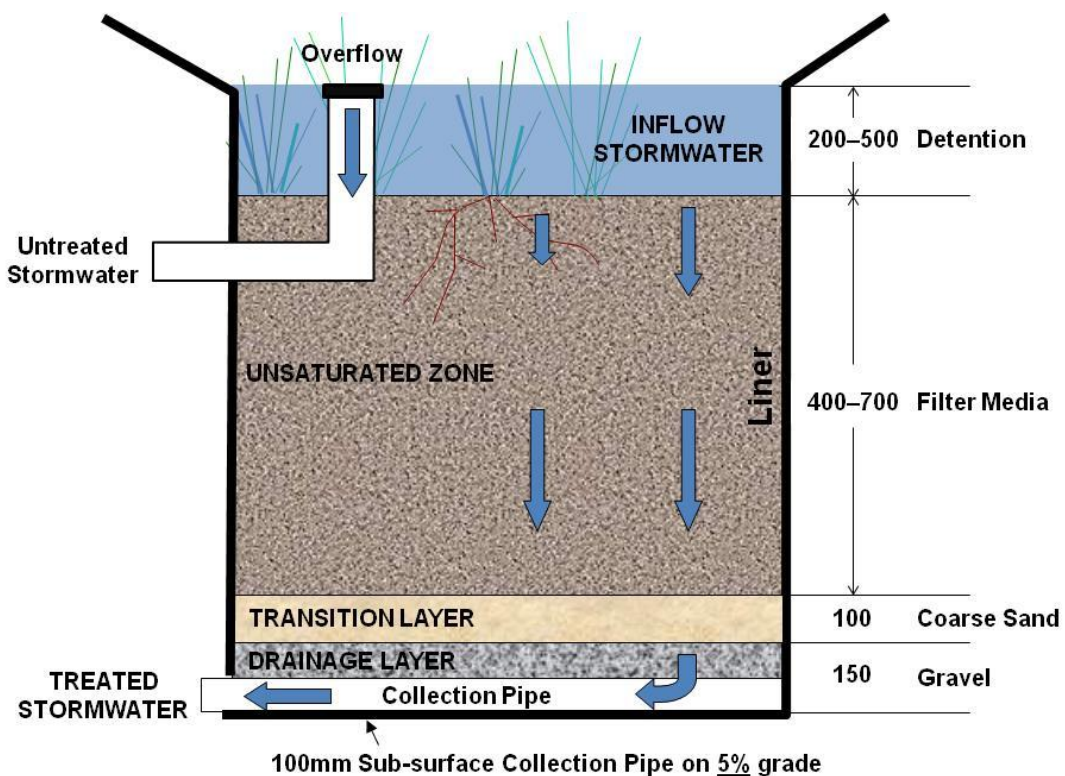 Overflow
INFLOW
STORMWATER
200–500 Detention
Untreated
Stormwater
UNSATURATED ZONE
Liner
400–700 Filter Media
TRANSITION LAYER
100 Coarse Sand
DRAINAGE LAYER
150 Gravel
TREATED
STORMWATER
Collection Pipe
100mm Sub-surface Collection Pipe on 5% grade